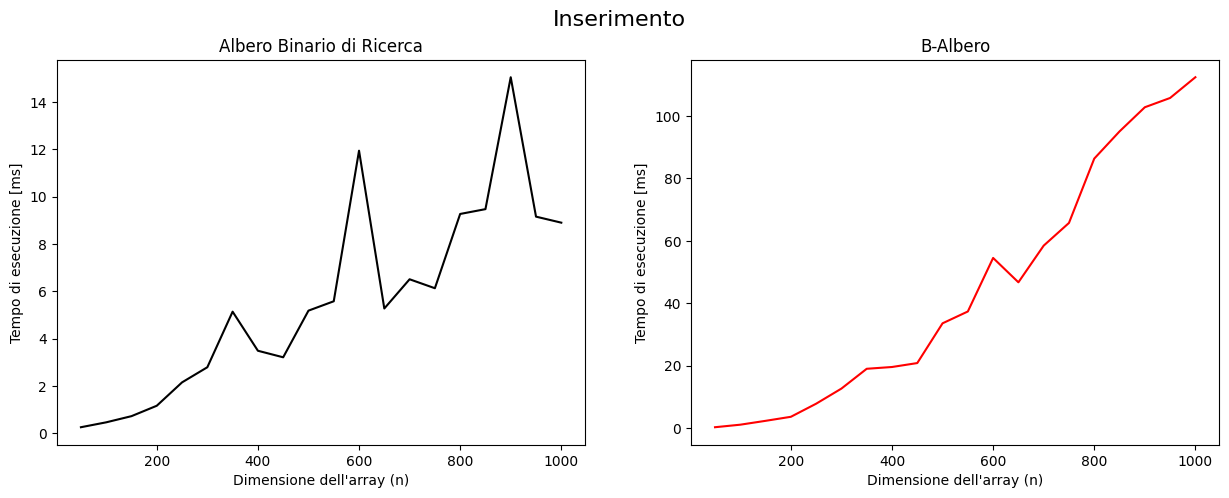 Inserimento
Albero Binario di Ricerca
14
12
10
8
6
4
2
0
Tempo di esecuzione [ms]
200 400 600 800 1000
Dimensione dell'array (n)
B-Albero
100
80
60
40
20
0
Tempo di esecuzione [ms]
200 400 600 800 1000
Dimensione dell'array (n)